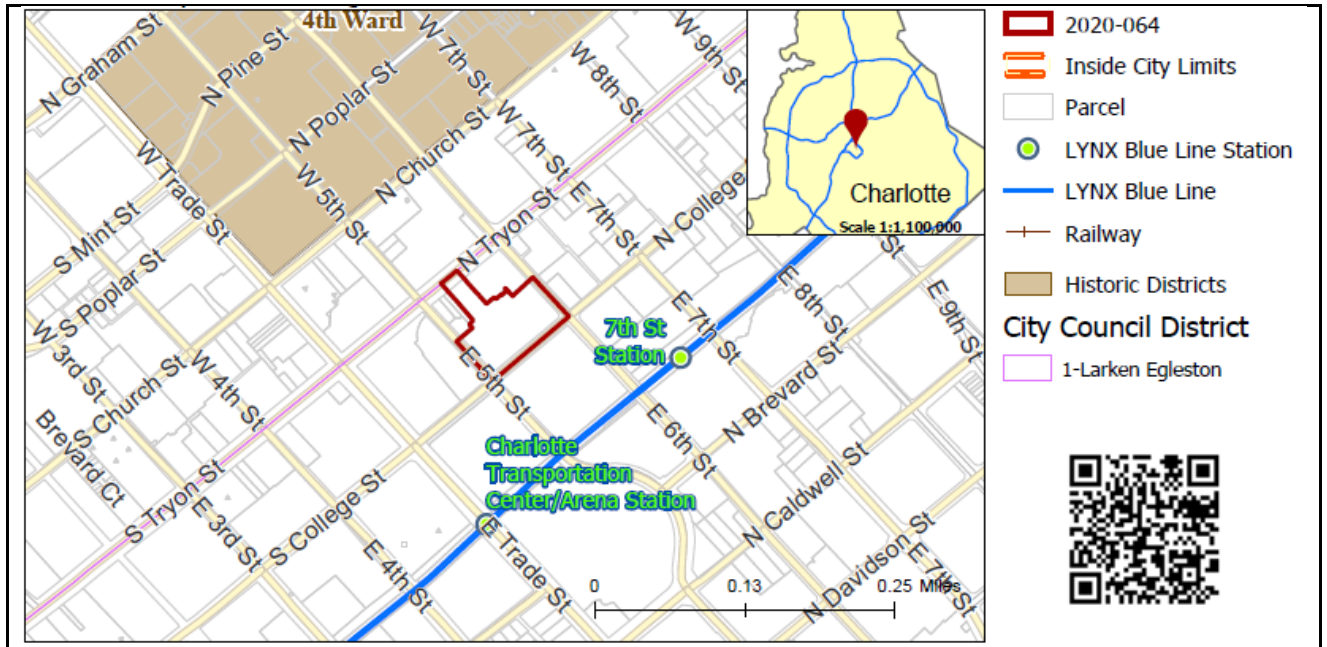 4th Ward
N Graham St
N Pine St
W 7th St
W 9th St
W 8th St
N Poplar St
W 7th St
N Church St
W Trade St
W 5th St
E 7th St
N College
N Tryon St
S Mint St
S Poplar St
W 3rd St
W 4th St
S Church St
Brevard Ct
S Tryon St
E 3rd St
S College St
E 4th St
E Trade St
E 5th St
E 6th St
E 7th St
E 8th St
St
E 9th St
N Brevard St
N Caldwell St
N Davidson St
E 7th St
7th St
Station
Charlotte
Transportation
Center/Arena Station
0 0.13 0.25 Miles
Charlotte
Scale 1:1,100,000
2020-064
Inside City Limits
Parcel
LYNX Blue Line Station
LYNX Blue Line
Railway
Historic Districts
City Council District
1-Larken Egleston